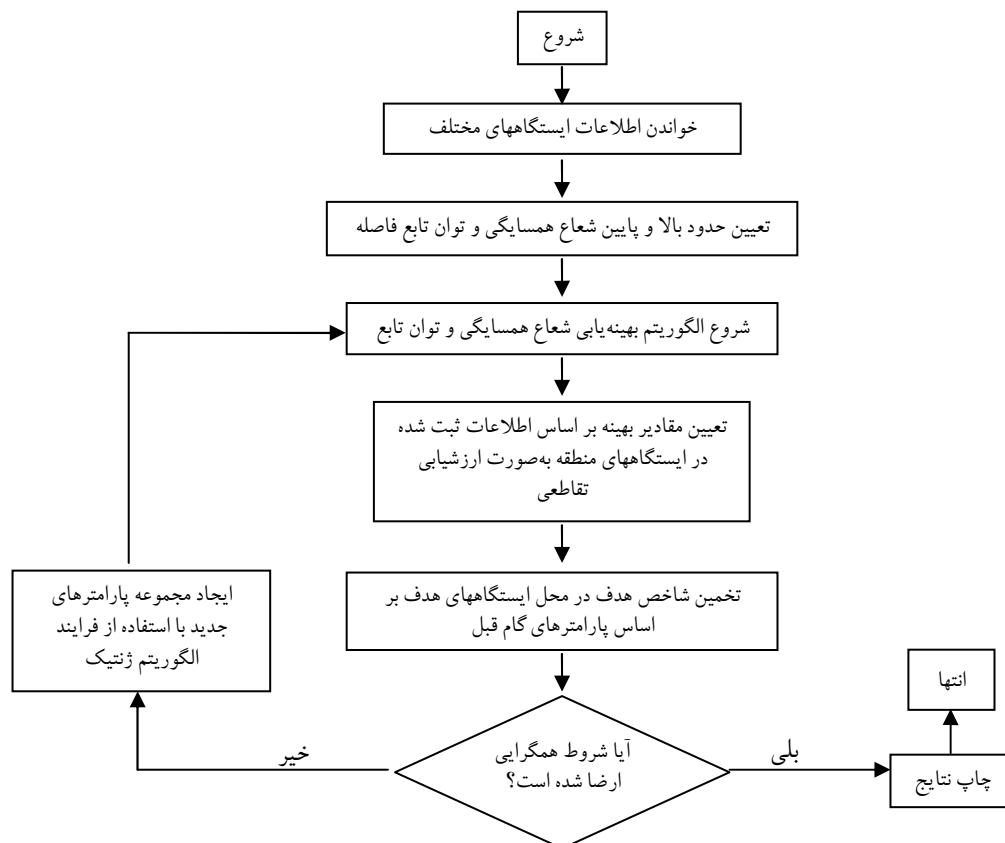 شروع
خواندن اطلاعات ایستگاههای مختلف
تعیین حدود بالا و پایین شعاع همسایگی و توان تابع فاصله
شروع الگوریتم بهینه‌یابی شعاع همسایگی و توان تابع
تعیین مقادیر بهینه بر اساس اطلاعات ثبت شده
در ایستگاههای منطقه به‌صورت ارزشیابی
تقاطعی
تخمین شاخص هدف در محل ایستگاههای هدف بر
اساس پارامترهای گام قبل
ایجاد مجموعه پارامترهای
جدید با استفاده از فرایند
الگوریتم ژنتیک
آیا شروط همگرایی
ارضا شده است؟
خیر
بلی
چاپ نتایج
انتها